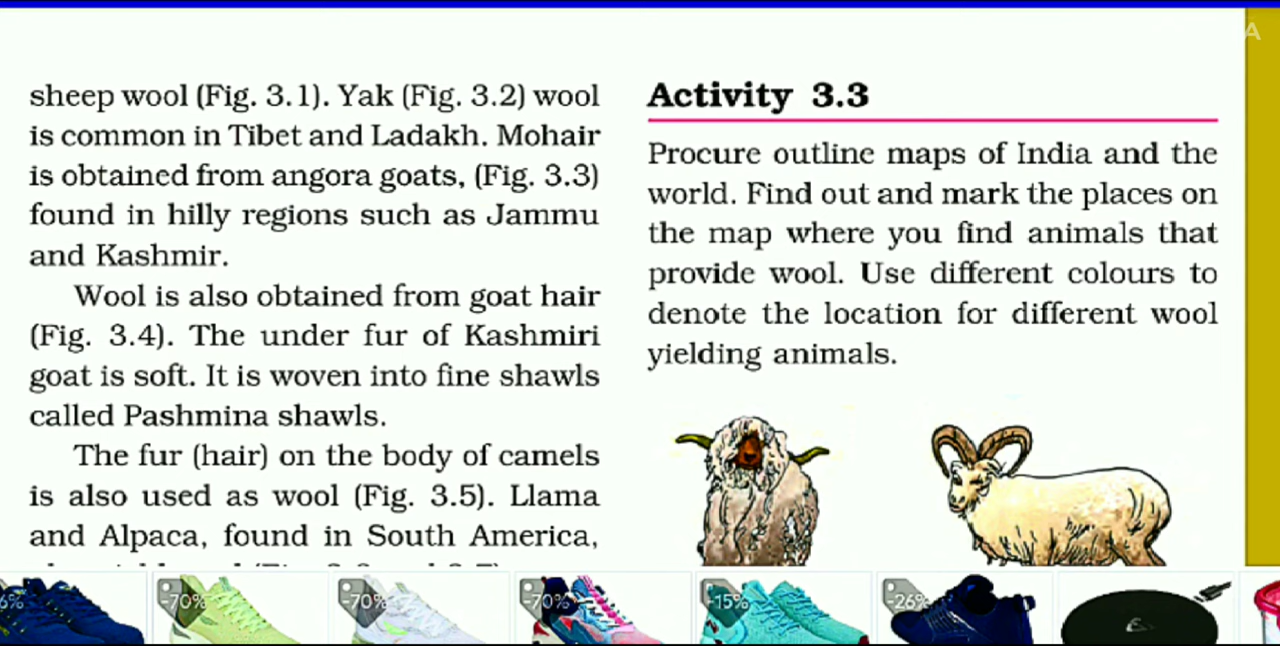 sheep wool (Fig. 3.1). Yak (Fig. 3.2) wool
is common in Tibet and Ladakh. Mohair
is obtained from angora goats, (Fig. 3.3)
found in hilly regions such as Jammu
and Kashmir.
Wool is also obtained from goat hair
(Fig. 3.4). The under fur of Kashmiri
goat is soft. It is woven into fine shawls
called Pashmina shawls.
The fur (hair) on the body of camels
is also used as wool (Fig. 3.5). Llama
and Alpaca, found in South America,
Activity 3.3
Procure outline maps of India and the
world. Find out and mark the places on
the map where you find animals that
provide wool. Use different colours to
denote the location for different wool
yielding animals.
A
6%
-70%
-70%
-70%
-15%
-26%